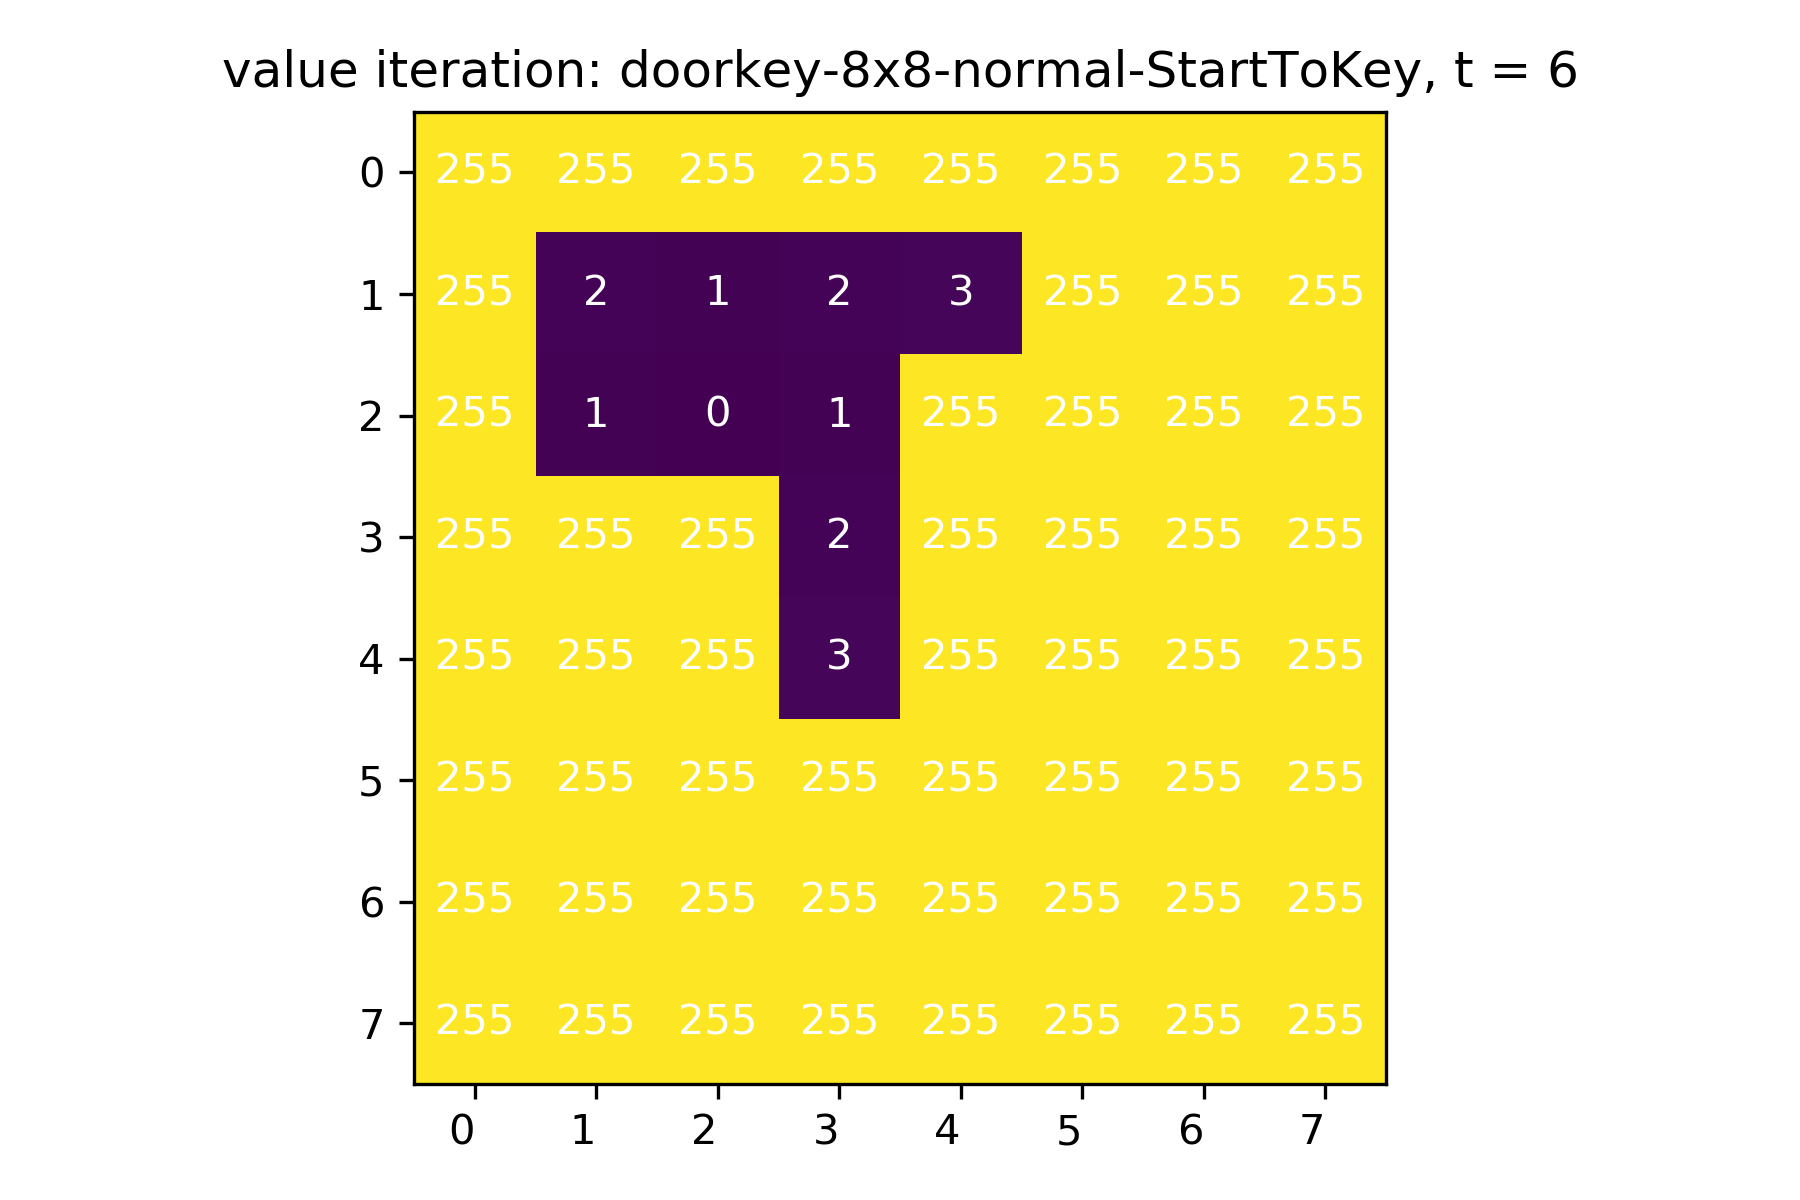 value iteration: doorkey-8x8-normal-StartToKey, t = 6
0 255 255 255 255 255 255 255 255
1 255 2 1 2 3 255 255 255
2 255 1 0 1 255 255 255 255
3 255 255 255 2 255 255 255 255
4 255 255 255 3 255 255 255 255
5 255 255 255 255 255 255 255 255
6 255 255 255 255 255 255 255 255
7 255 255 255 255 255 255 255 255
0 1 2 3 4 5 6 7